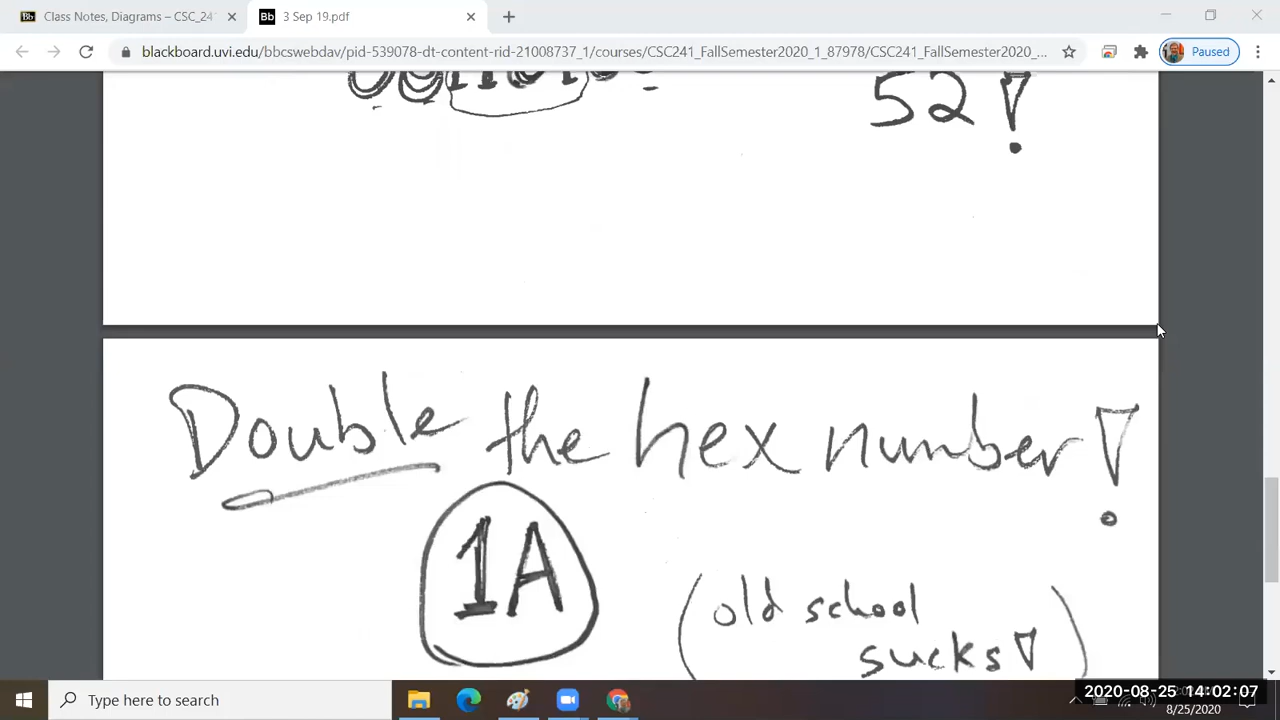 Class Notes, Diagrams – CSC_24
3 Sep 19.pdf
blackboard.uvi.edu/bbcswebdav/pid-539078-dt-content-rid-21008737_1/courses/CSC241_FallSemester2020_1_87978/CSC241_FallSemester2020_...
Paused
52!
Double the hex number!
1A
(old school
sucks!)
Type here to search
2020-08-25 14:02:07
8/25/2020